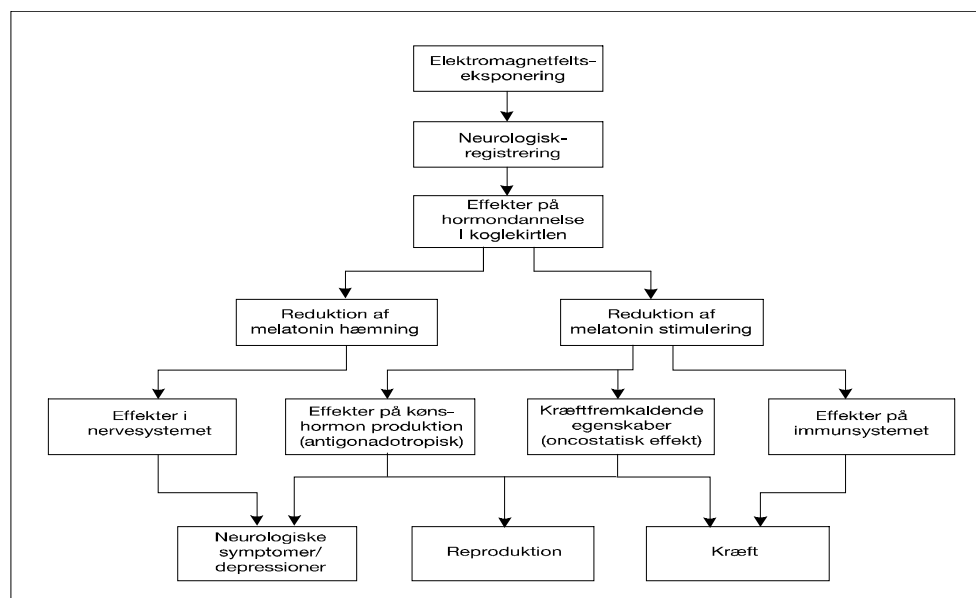 Elektromagnetfelts-
eksponering
Neurologisk-
registrering
Effekter på
hormondannelse
I koglekirtlen
Reduktion af
melatonin hæmning
Reduktion af
melatonin stimulering
Effekter i
nervesystemet
Effekter på køns-
hormon produktion
(antigonadotropisk)
Kræftfremkaldende
egenskaber
(oncostatisk effekt)
Effekter på
immunsystemet
Neurologiske
symptomer/
depressioner
Reproduktion
Kræft